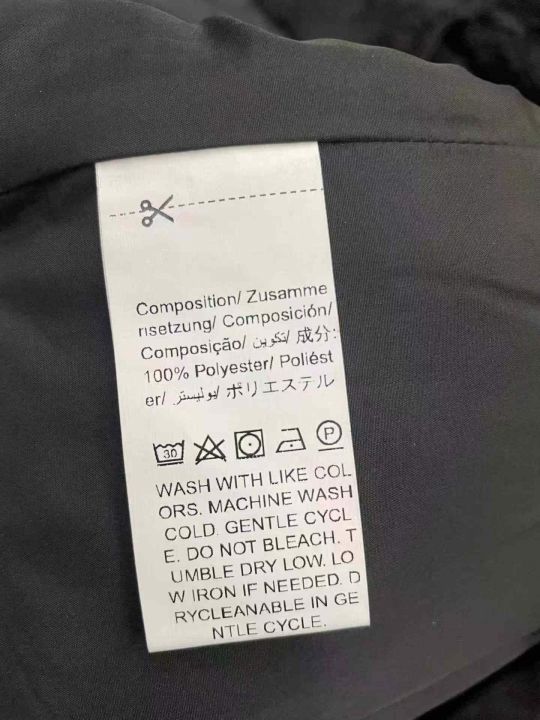 Composition/ Zusamme
nsetzung/ Composición/
Composição/ تكوين/ 成分:
100% Polyester/ Poliést
er/ بوليستر/ ポリエステル
30 P
WASH WITH LIKE COL
ORS. MACHINE WASH
COLD. GENTLE CYCL
E. DO NOT BLEACH. T
UMBLE DRY LOW. LO
W IRON IF NEEDED. D
RYCLEANABLE IN GE
NTLE CYCLE.